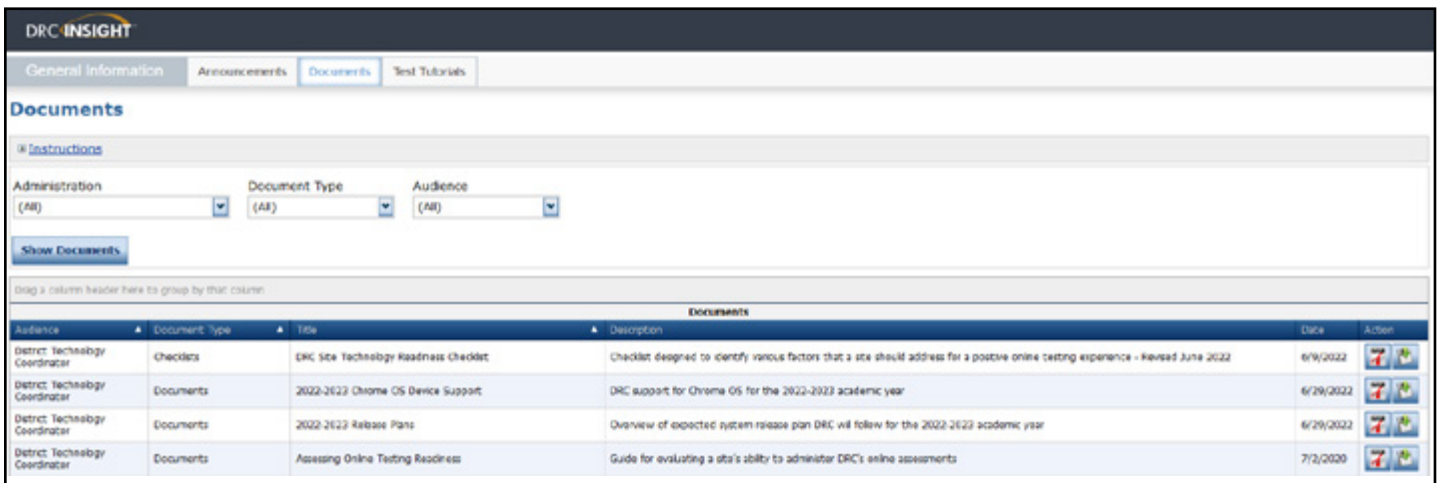 DRC INSIGHT
General Information Announcements Documents Test Tutorials
Documents
Instructions
Administration Document Type Audience
(All) (All) (All)
Show Documents
Drag a column header here to group by that column
Documents
Audience Document Type Title Description Date Action
District Technology Coordinator Checklists DRC Site Technology Readiness Checklist Checklist designed to identify various factors that a site should address for a positive online testing experience - Revised June 2022 6/9/2022
District Technology Coordinator Documents 2022-2023 Chrome OS Device Support DRC support for Chrome OS for the 2022-2023 academic year 6/29/2022
District Technology Coordinator Documents 2022-2023 Release Plans Overview of expected system release plan DRC will follow for the 2022-2023 academic year 6/29/2022
District Technology Coordinator Documents Assessing Online Testing Readiness Guide for evaluating a site's ability to administer DRC's online assessments 7/2/2020